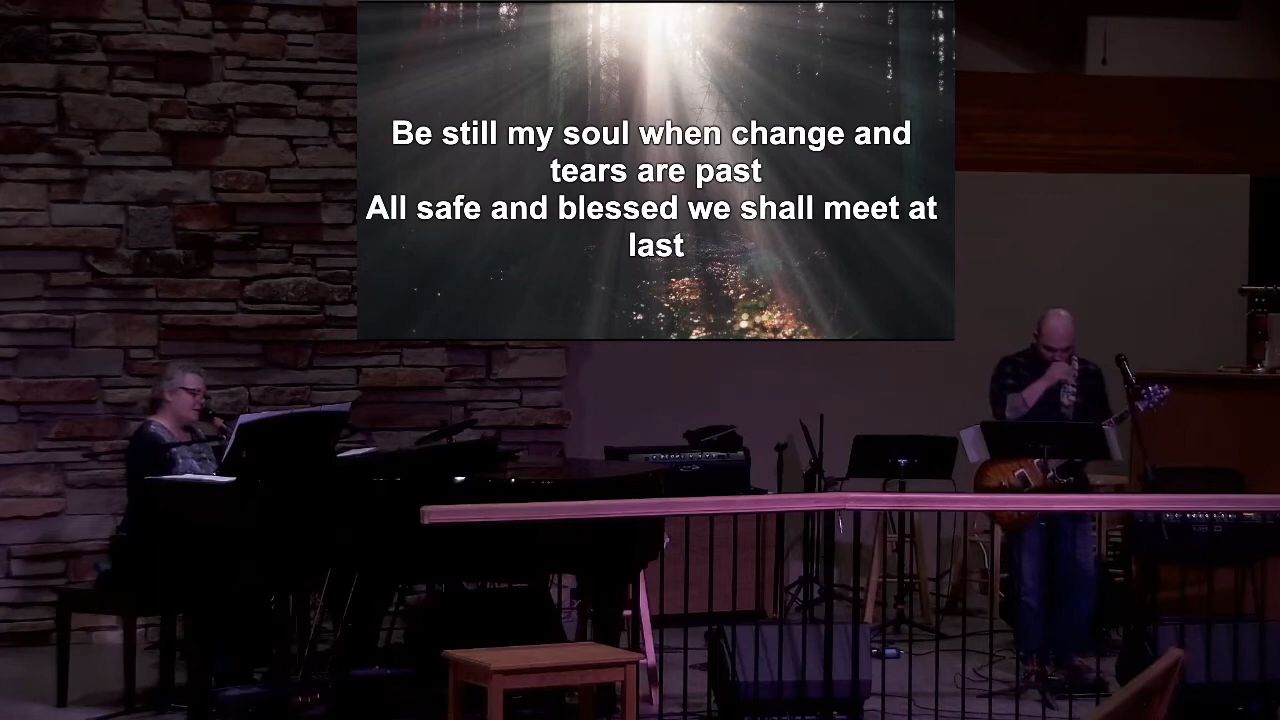 Be still my soul when change and
tears are past
All safe and blessed we shall meet at
last